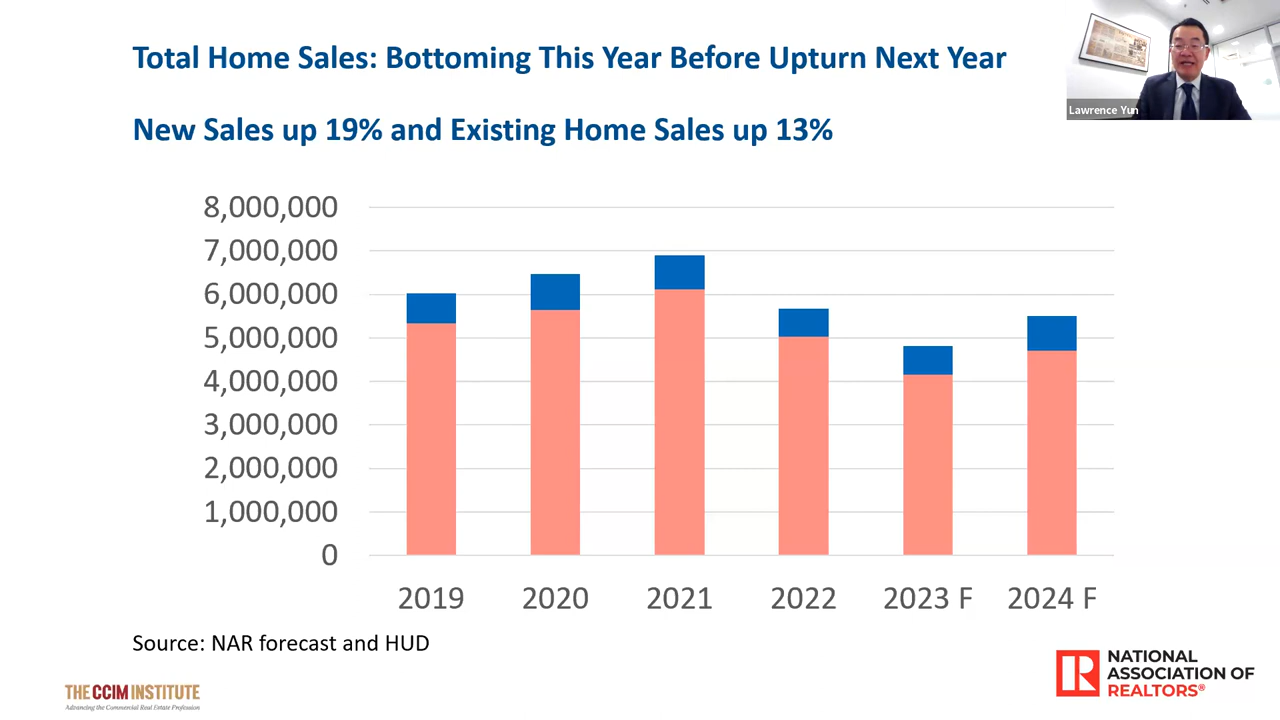 Total Home Sales: Bottoming This Year Before Upturn Next Year
Lawrence Yun
New Sales up 19% and Existing Home Sales up 13%
8,000,000
7,000,000
6,000,000
5,000,000
4,000,000
3,000,000
2,000,000
1,000,000
0
2019 2020 2021 2022 2023 F 2024 F
Source: NAR forecast and HUD
THE CCIM INSTITUTE
Advancing the Commercial Real Estate Profession
NATIONAL
ASSOCIATION OF
REALTORS®